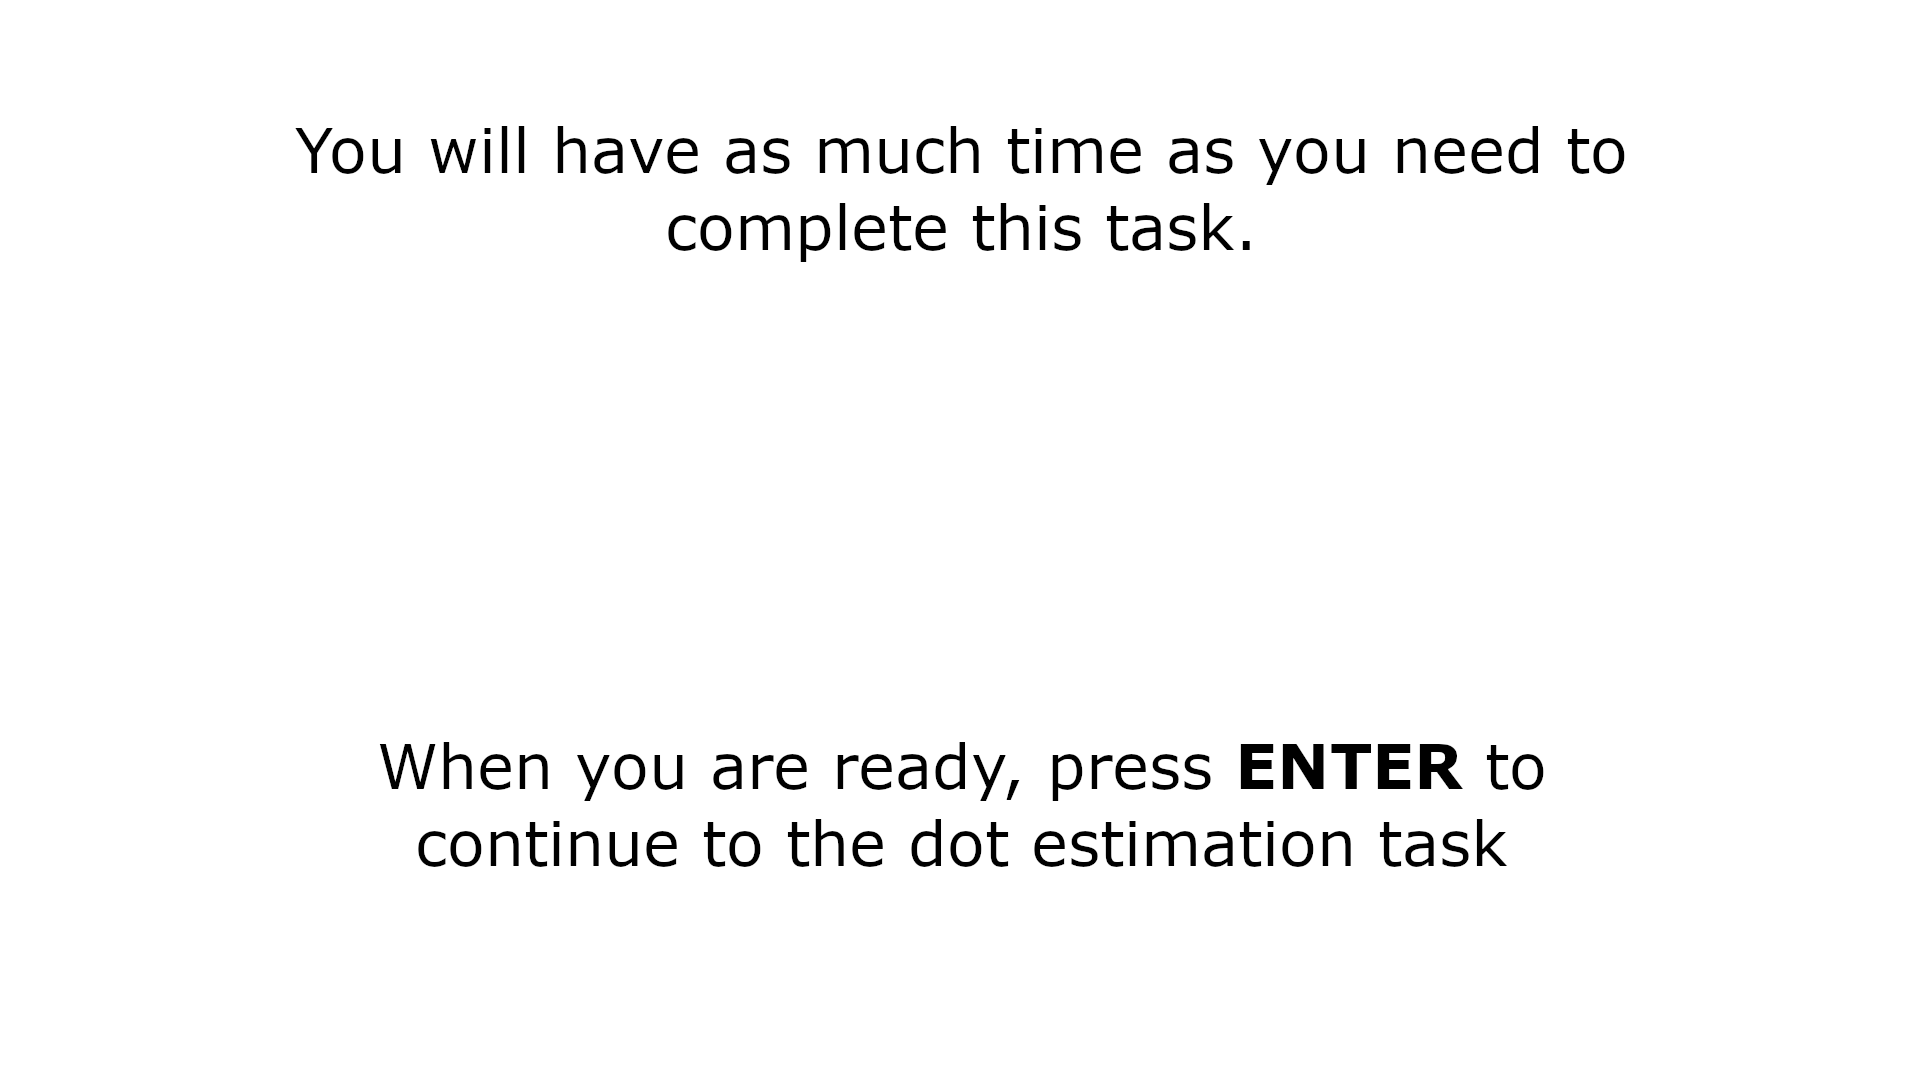 You will have as much time as you need to
complete this task.
When you are ready, press ENTER to
continue to the dot estimation task